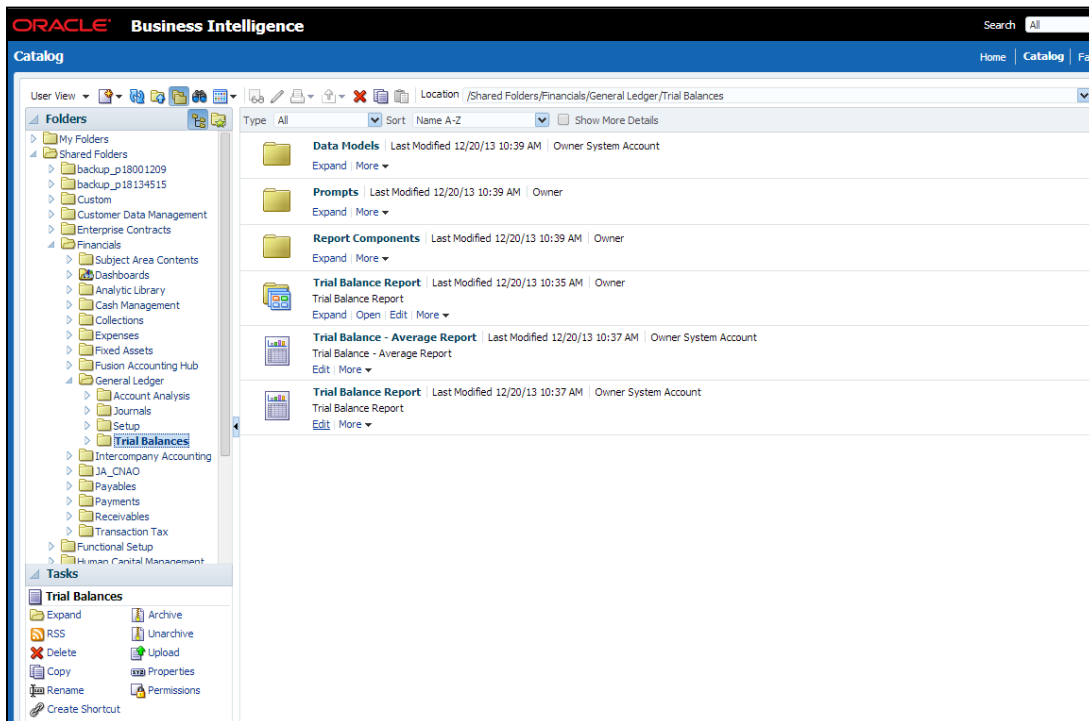 ORACLE Business Intelligence Search All
Catalog Home Catalog Fa
User View Location /Shared Folders/Financials/General Ledger/Trial Balances
Folders Type All Sort Name A-Z Show More Details
My Folders
Shared Folders
backup_p18001209
backup_p18134515
Custom
Customer Data Management
Enterprise Contracts
Financials
Subject Area Contents
Dashboards
Analytic Library
Cash Management
Collections
Expenses
Fixed Assets
Fusion Accounting Hub
General Ledger
Account Analysis
Journals
Setup
Trial Balances
Intercompany Accounting
JA_CNAO
Payables
Payments
Receivables
Transaction Tax
Functional Setup
Human Capital Management
Data Models Last Modified 12/20/13 10:39 AM Owner System Account
Expand More
Prompts Last Modified 12/20/13 10:39 AM Owner
Expand More
Report Components Last Modified 12/20/13 10:39 AM Owner
Expand More
Trial Balance Report Last Modified 12/20/13 10:35 AM Owner
Trial Balance Report
Expand Open Edit More
Trial Balance - Average Report Last Modified 12/20/13 10:37 AM Owner System Account
Trial Balance - Average Report
Edit More
Trial Balance Report Last Modified 12/20/13 10:37 AM Owner System Account
Trial Balance Report
Edit More
Tasks
Trial Balances
Expand Archive
RSS Unarchive
Delete Upload
Copy XYZ Properties
Rename Permissions
Create Shortcut